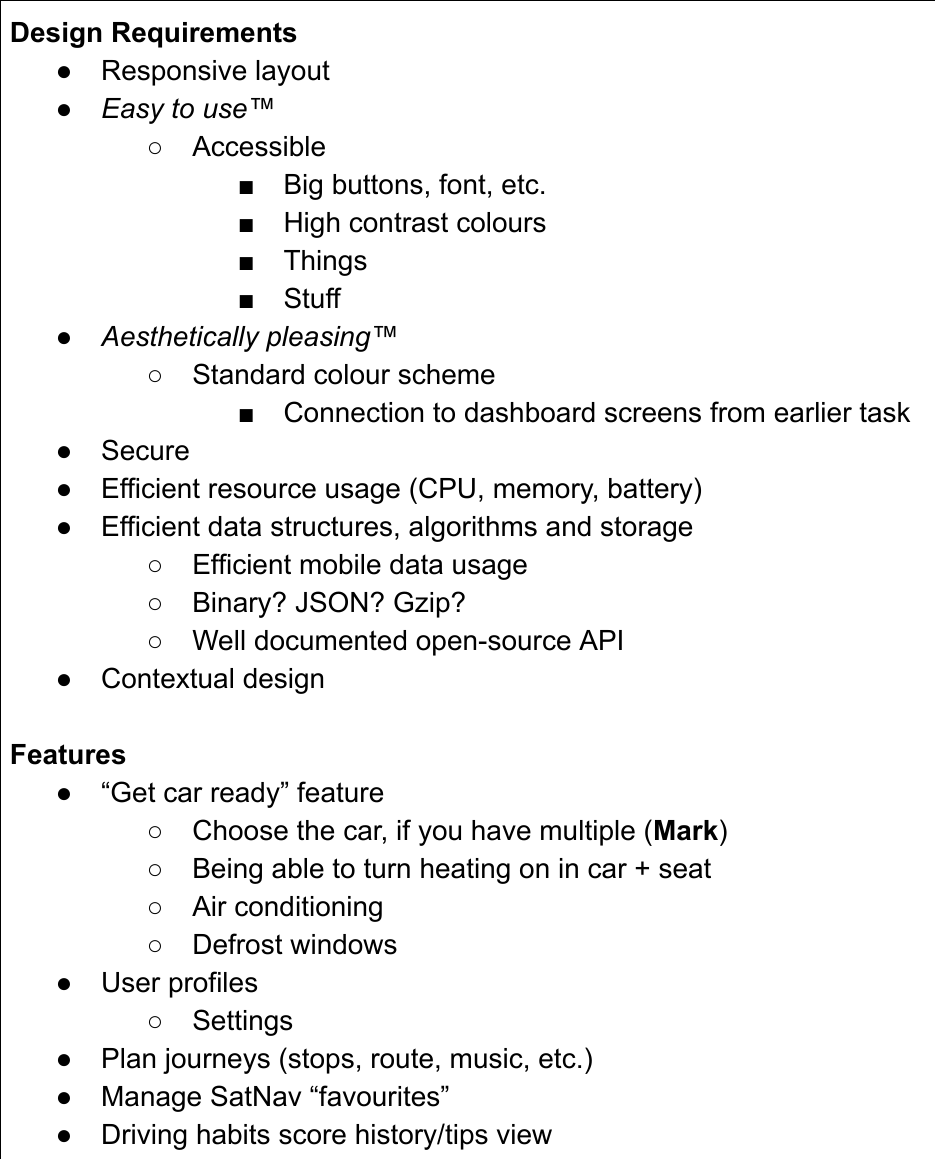 Design Requirements
● Responsive layout
● Easy to use™
○ Accessible
■ Big buttons, font, etc.
■ High contrast colours
■ Things
■ Stuff
● Aesthetically pleasing™
○ Standard colour scheme
■ Connection to dashboard screens from earlier task
● Secure
● Efficient resource usage (CPU, memory, battery)
● Efficient data structures, algorithms and storage
○ Efficient mobile data usage
○ Binary? JSON? Gzip?
○ Well documented open-source API
● Contextual design
Features
● “Get car ready” feature
○ Choose the car, if you have multiple (Mark)
○ Being able to turn heating on in car + seat
○ Air conditioning
○ Defrost windows
● User profiles
○ Settings
● Plan journeys (stops, route, music, etc.)
● Manage SatNav “favourites”
● Driving habits score history/tips view